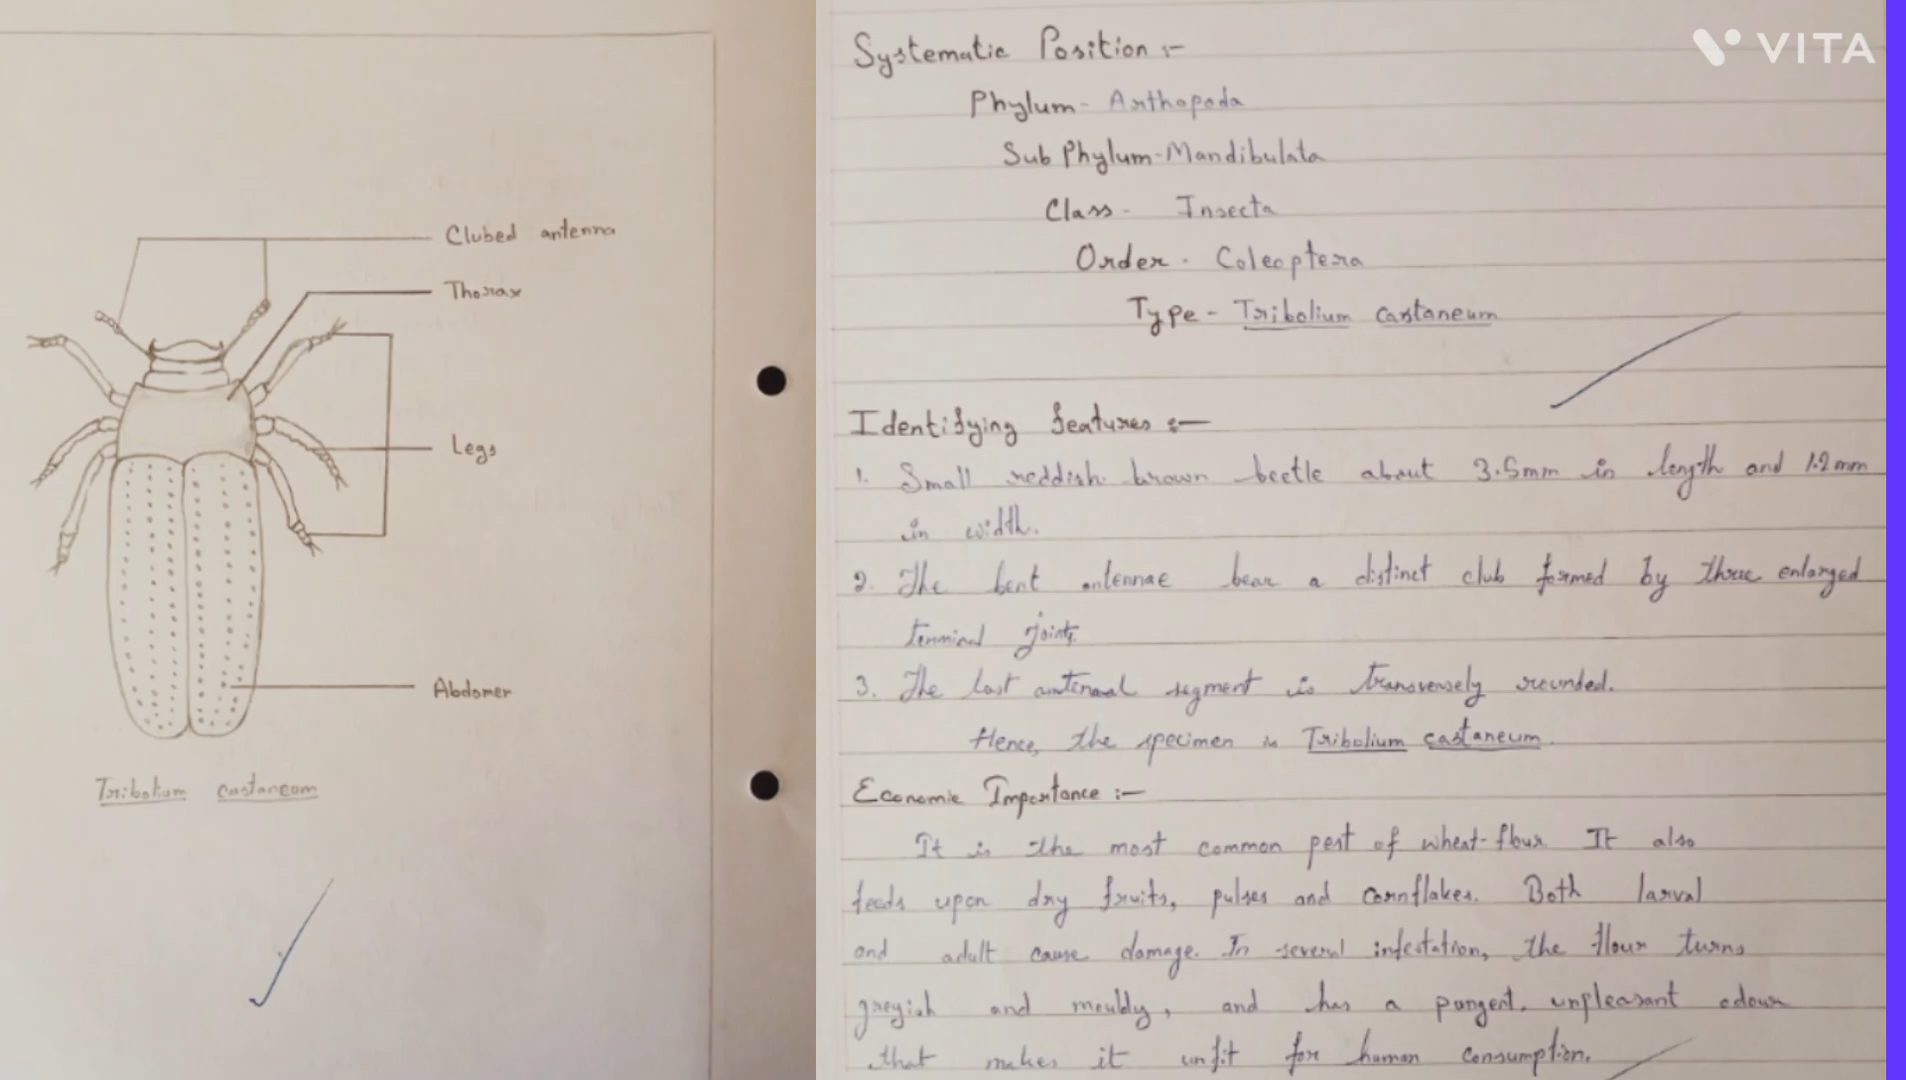 Clubed antenna
Thorax
Legs
Abdomen
Tribolium castaneum
VITA
Systematic Position :-
Phylum - Arthopoda
Sub Phylum - Mandibulata
Class - Insecta
Order - Coleoptera
Type - Tribolium castaneum
Identifying features :-
1. Small reddish brown beetle about 3.5mm in length and 1.2mm
in width.
2. The bent antennae bear a distinct club formed by three enlarged
terminal joints.
3. The last antennal segment is transversely rounded.
Hence, the specimen is Tribolium castaneum.
Economic Importance :-
It is the most common pest of wheat-flour. It also
feeds upon dry fruits, pulses and cornflakes. Both larval
and adult cause damage. In several infestation, the flour turns
greyish and mouldy, and has a pungent, unpleasant odour
that makes it unfit for human consumption.